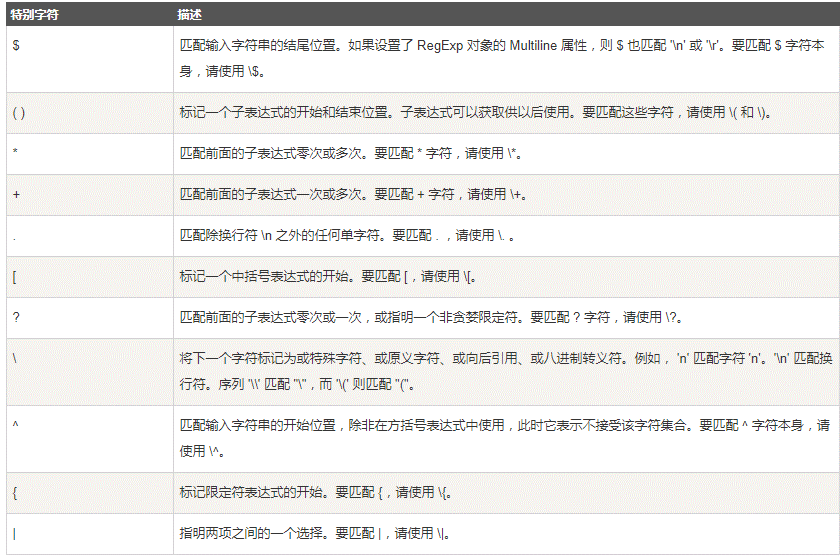 特别字符 描述
$ 匹配输入字符串的结尾位置。如果设置了 RegExp 对象的 Multiline 属性，则 $ 也匹配 '\n' 或 '\r'。要匹配 $ 字符本
身，请使用 \$。
( ) 标记一个子表达式的开始和结束位置。子表达式可以获取供以后使用。要匹配这些字符，请使用 \( 和 \)。
* 匹配前面的子表达式零次或多次。要匹配 * 字符，请使用 \*。
+ 匹配前面的子表达式一次或多次。要匹配 + 字符，请使用 \+。
. 匹配除换行符 \n 之外的任何单字符。要匹配 . ，请使用 \. 。
[ 标记一个中括号表达式的开始。要匹配 [，请使用 \[。
? 匹配前面的子表达式零次或一次，或指明一个非贪婪限定符。要匹配 ? 字符，请使用 \?。
\ 将下一个字符标记为或特殊字符、或原义字符、或向后引用、或八进制转义符。例如， 'n' 匹配字符 'n'。'\n' 匹配换
行符。序列 '\\' 匹配 "\"，而 '\(' 则匹配 "("。
^ 匹配输入字符串的开始位置，除非在方括号表达式中使用，此时它表示不接受该字符集合。要匹配 ^ 字符本身，请
使用 \^。
{ 标记限定符表达式的开始。要匹配 {，请使用 \{。
| 指明两项之间的一个选择。要匹配 |，请使用 \|。